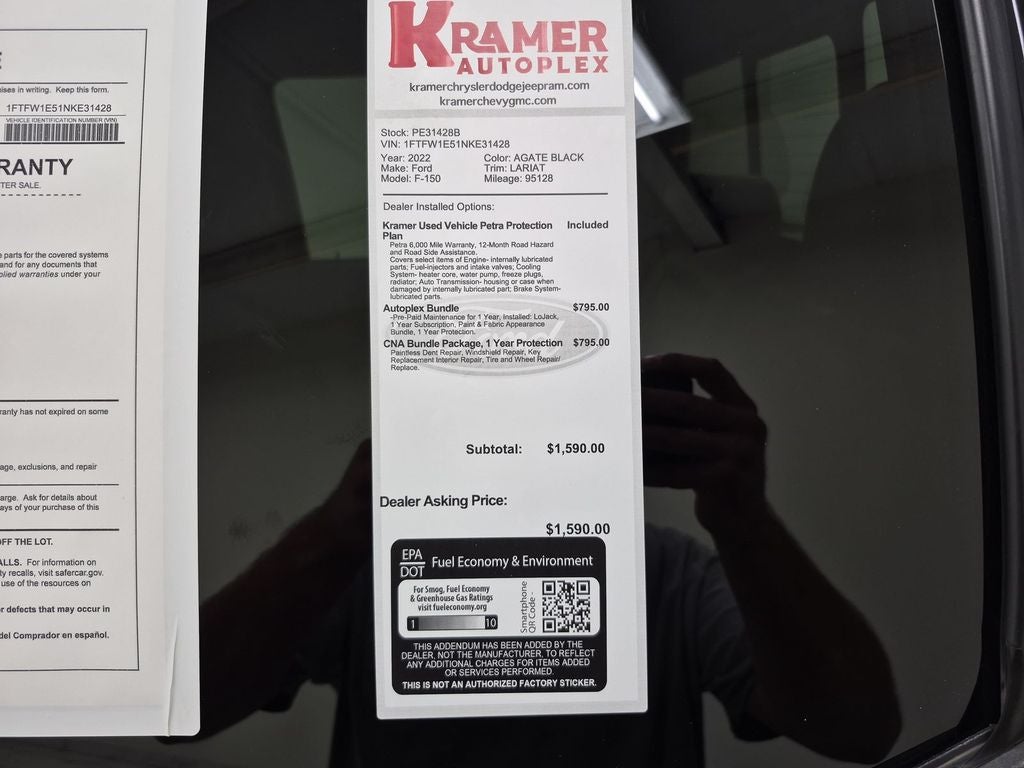 ises in writing. Keep this form.
1FTFW1E51NKE31428
VEHICLE IDENTIFICATION NUMBER (VIN)
RANTY
TER SALE.
parts for the covered systems
and for any documents that
plied warranties under your
ranty has not expired on some
age, exclusions, and repair
arge. Ask for details about
ays of your purchase of this
OFF THE LOT.
ALLS. For information on
ty recalls, visit safercar.gov.
use of the resources on
r defects that may occur in
del Comprador en español.
KRAMER
AUTOPLEX
kramerchryslerdodgejeepram.com
kramerchevygmc.com
Stock: PE31428B
VIN: 1FTFW1E51NKE31428
Year: 2022 Color: AGATE BLACK
Make: Ford Trim: LARIAT
Model: F-150 Mileage: 95128
Dealer Installed Options:
Kramer Used Vehicle Petra Protection Included
Plan
Petra 6,000 Mile Warranty, 12-Month Road Hazard
and Road Side Assistance.
Covers select items of Engine- internally lubricated
parts; Fuel-injectors and intake valves; Cooling
System- heater core, water pump, freeze plugs,
radiator; Auto Transmission- housing or case when
damaged by internally lubricated part; Brake System-
lubricated parts.
Autoplex Bundle $795.00
-Pre-Paid Maintenance for 1 Year, Installed: LoJack,
1 Year Subscription, Paint & Fabric Appearance
Bundle, 1 Year Protection.
CNA Bundle Package, 1 Year Protection $795.00
Paintless Dent Repair, Windshield Repair, Key
Replacement Interior Repair, Tire and Wheel Repair/
Replace.
Subtotal: $1,590.00
Dealer Asking Price:
$1,590.00
EPA
DOT Fuel Economy & Environment
For Smog, Fuel Economy
& Greenhouse Gas Ratings
visit fueleconomy.org
1 10
Smartphone
QR Code -
THIS ADDENDUM HAS BEEN ADDED BY THE
DEALER, NOT THE MANUFACTURER, TO REFLECT
ANY ADDITIONAL CHARGES FOR ITEMS ADDED
OR SERVICES PERFORMED.
THIS IS NOT AN AUTHORIZED FACTORY STICKER.